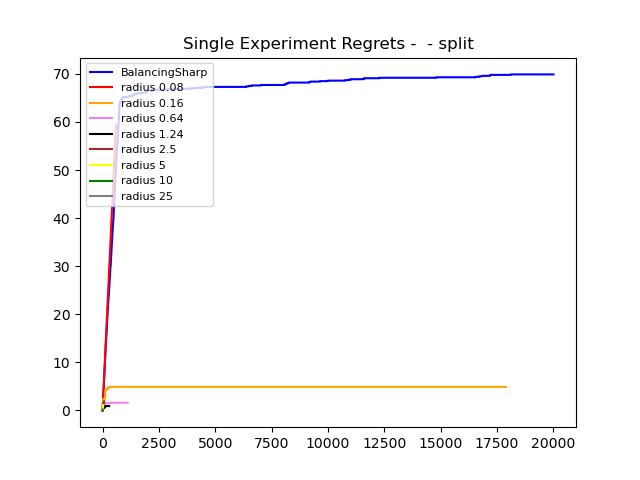 Single Experiment Regrets -  - split
BalancingSharp
radius 0.08
radius 0.16
radius 0.64
radius 1.24
radius 2.5
radius 5
radius 10
radius 25
70
60
50
40
30
20
10
0
0 2500 5000 7500 10000 12500 15000 17500 20000